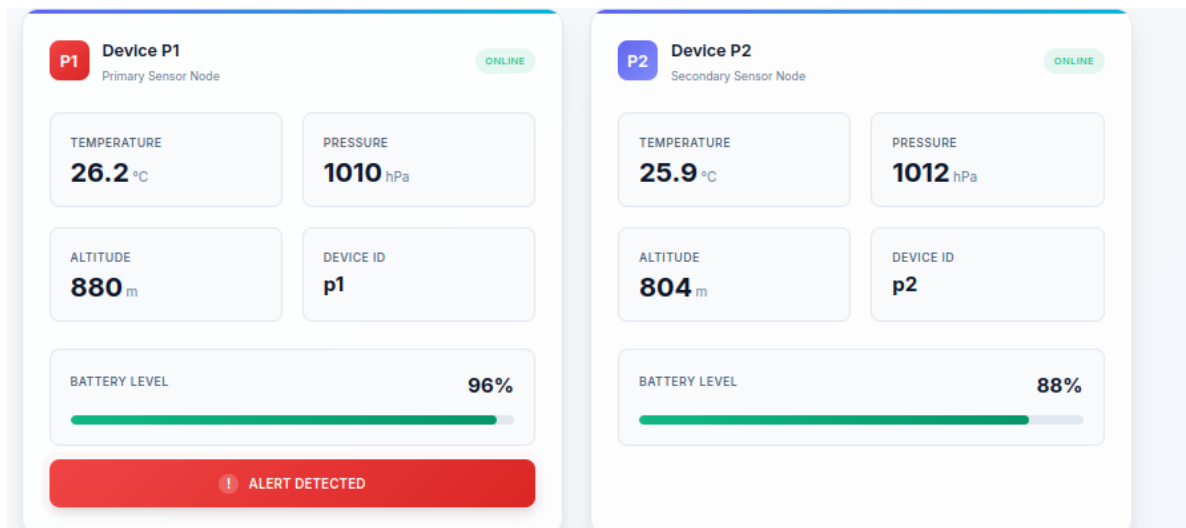 P1
Device P1
Primary Sensor Node
ONLINE
TEMPERATURE
26.2 °C
PRESSURE
1010 hPa
ALTITUDE
880 m
DEVICE ID
p1
BATTERY LEVEL
96%
! ALERT DETECTED
P2
Device P2
Secondary Sensor Node
ONLINE
TEMPERATURE
25.9 °C
PRESSURE
1012 hPa
ALTITUDE
804 m
DEVICE ID
p2
BATTERY LEVEL
88%